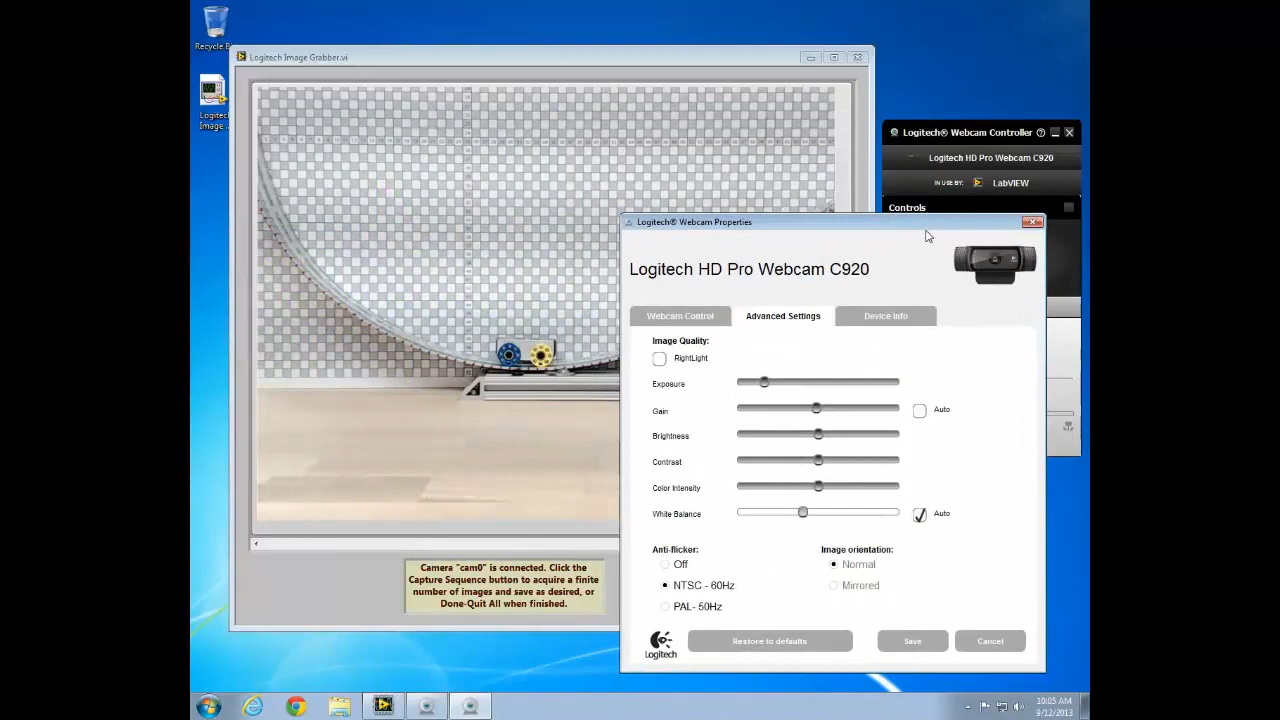 Recycle B
Logitech Image Grabber.vi
Logitech
Image ...
Logitech® Webcam Controller
Logitech HD Pro Webcam C920
IN USE BY: LabVIEW
Controls
Logitech® Webcam Properties
Logitech HD Pro Webcam C920
Webcam Control Advanced Settings Device Info
Image Quality:
RightLight
Exposure
Gain Auto
Brightness
Contrast
Color Intensity
White Balance Auto
Anti-flicker: Image orientation:
Off Normal
NTSC - 60Hz Mirrored
PAL- 50Hz
Camera "cam0" is connected. Click the
Capture Sequence button to acquire a finite
number of images and save as desired, or
Done-Quit All when finished.
Logitech
Restore to defaults Save Cancel
10:05 AM
9/12/2013